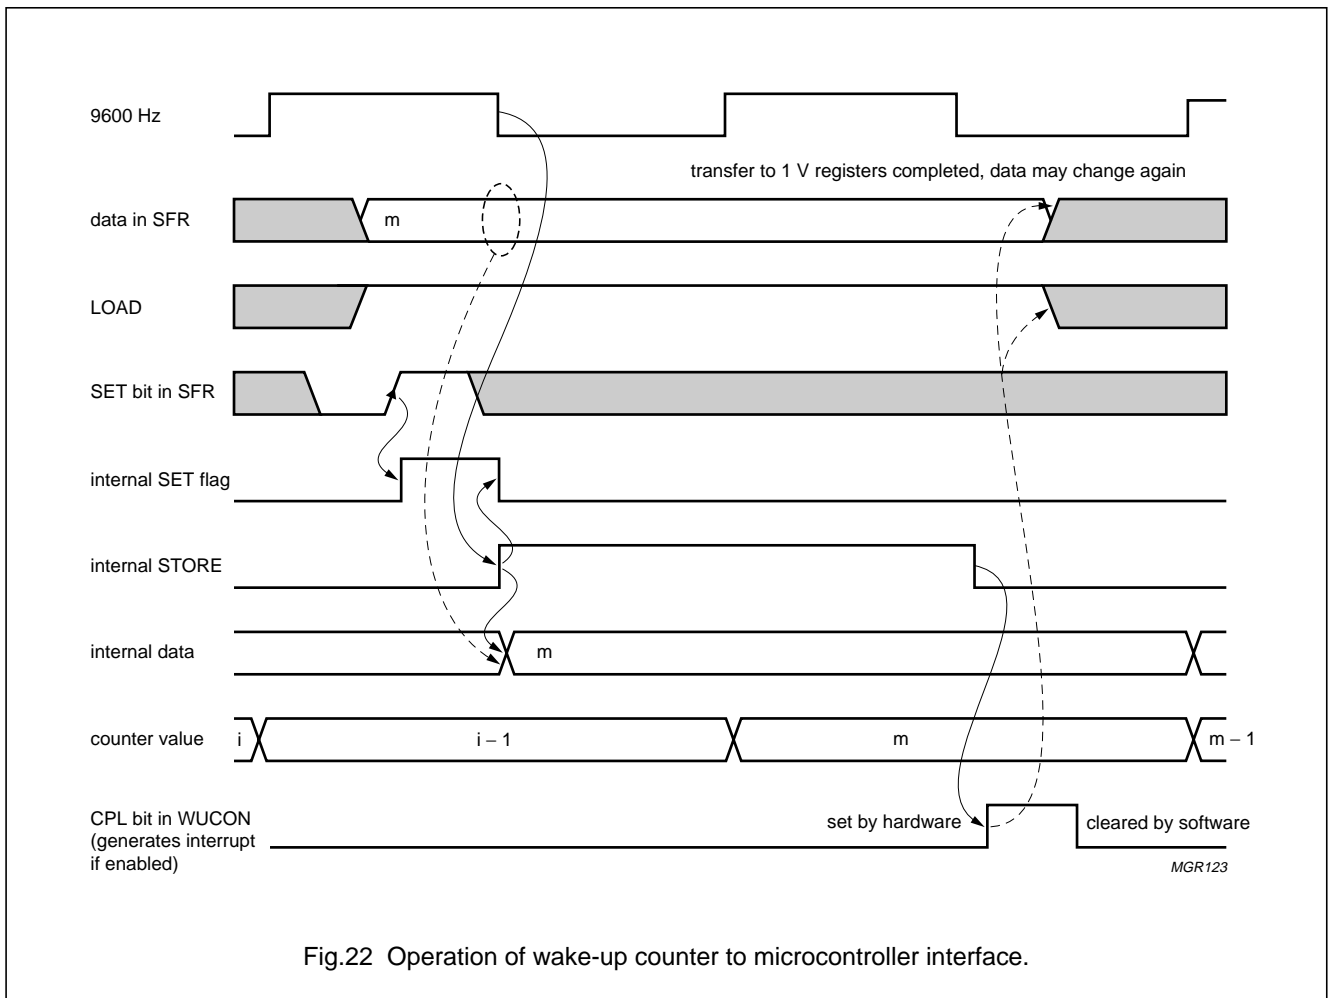 9600 Hz
transfer to 1 V registers completed, data may change again
data in SFR
m
LOAD
SET bit in SFR
internal SET flag
internal STORE
internal data
m
counter value
i
i – 1
m
m – 1
CPL bit in WUCON
(generates interrupt
if enabled)
set by hardware
cleared by software
MGR123
Fig.22 Operation of wake-up counter to microcontroller interface.